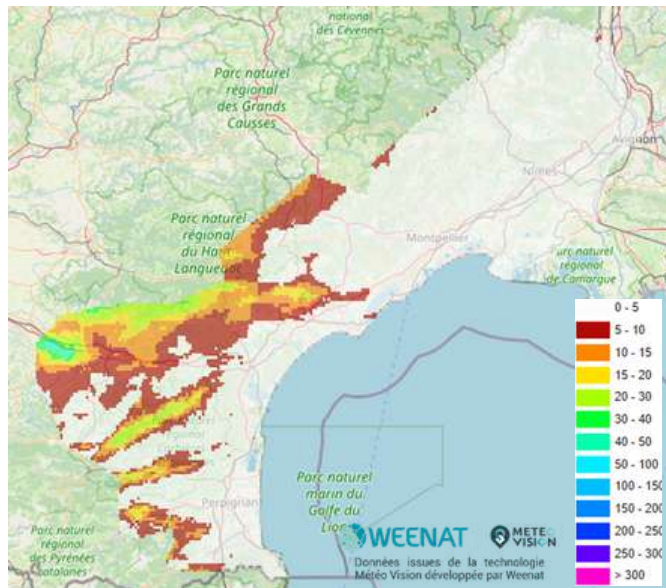 national
des Cévennes
Parc naturel
régional
des Grands
Causses
Avignon
Nîmes
Parc naturel
régional
du Haut-
Languedoc
Montpellier
régional
de Camargue
0 - 5
5 - 10
10 - 15
15 - 20
20 - 30
30 - 40
40 - 50
50 - 100
100 - 150
150 - 200
200 - 250
250 - 300
> 300
Perpignan
Parc naturel
marin du
Golfe du
Lion
Parc naturel
régional
des Pyrénées
catalanes
WEENAT
METEO
VISION
Données issues de la technologie
Météo Vision développée par Weenat